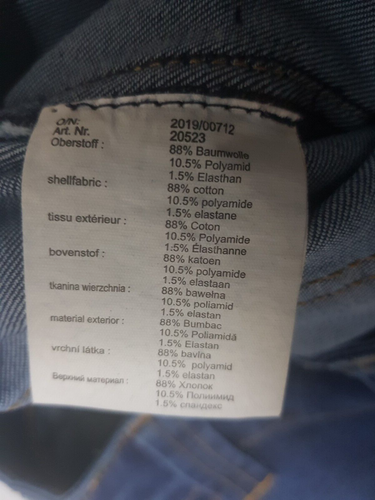 O/N: 2019/00712
Art. Nr. 20523
Oberstoff : 88% Baumwolle
10.5% Polyamid
1.5% Elasthan
shellfabric : 88% cotton
10.5% polyamide
1.5% elastane
tissu extérieur : 88% Coton
10.5% Polyamide
1.5% Élasthanne
bovenstof : 88% katoen
10.5% polyamide
1.5% elastaan
tkanina wierzchnia : 88% bawełna
10.5% poliamid
1.5% elastan
material exterior : 88% Bumbac
10.5% Poliamidă
1.5% Elastan
vrchní látka : 88% bavlna
10.5% polyamid
1.5% elastan
Верхний материал : 88% Хлопок
10.5% Полиимид
1.5% спандекс